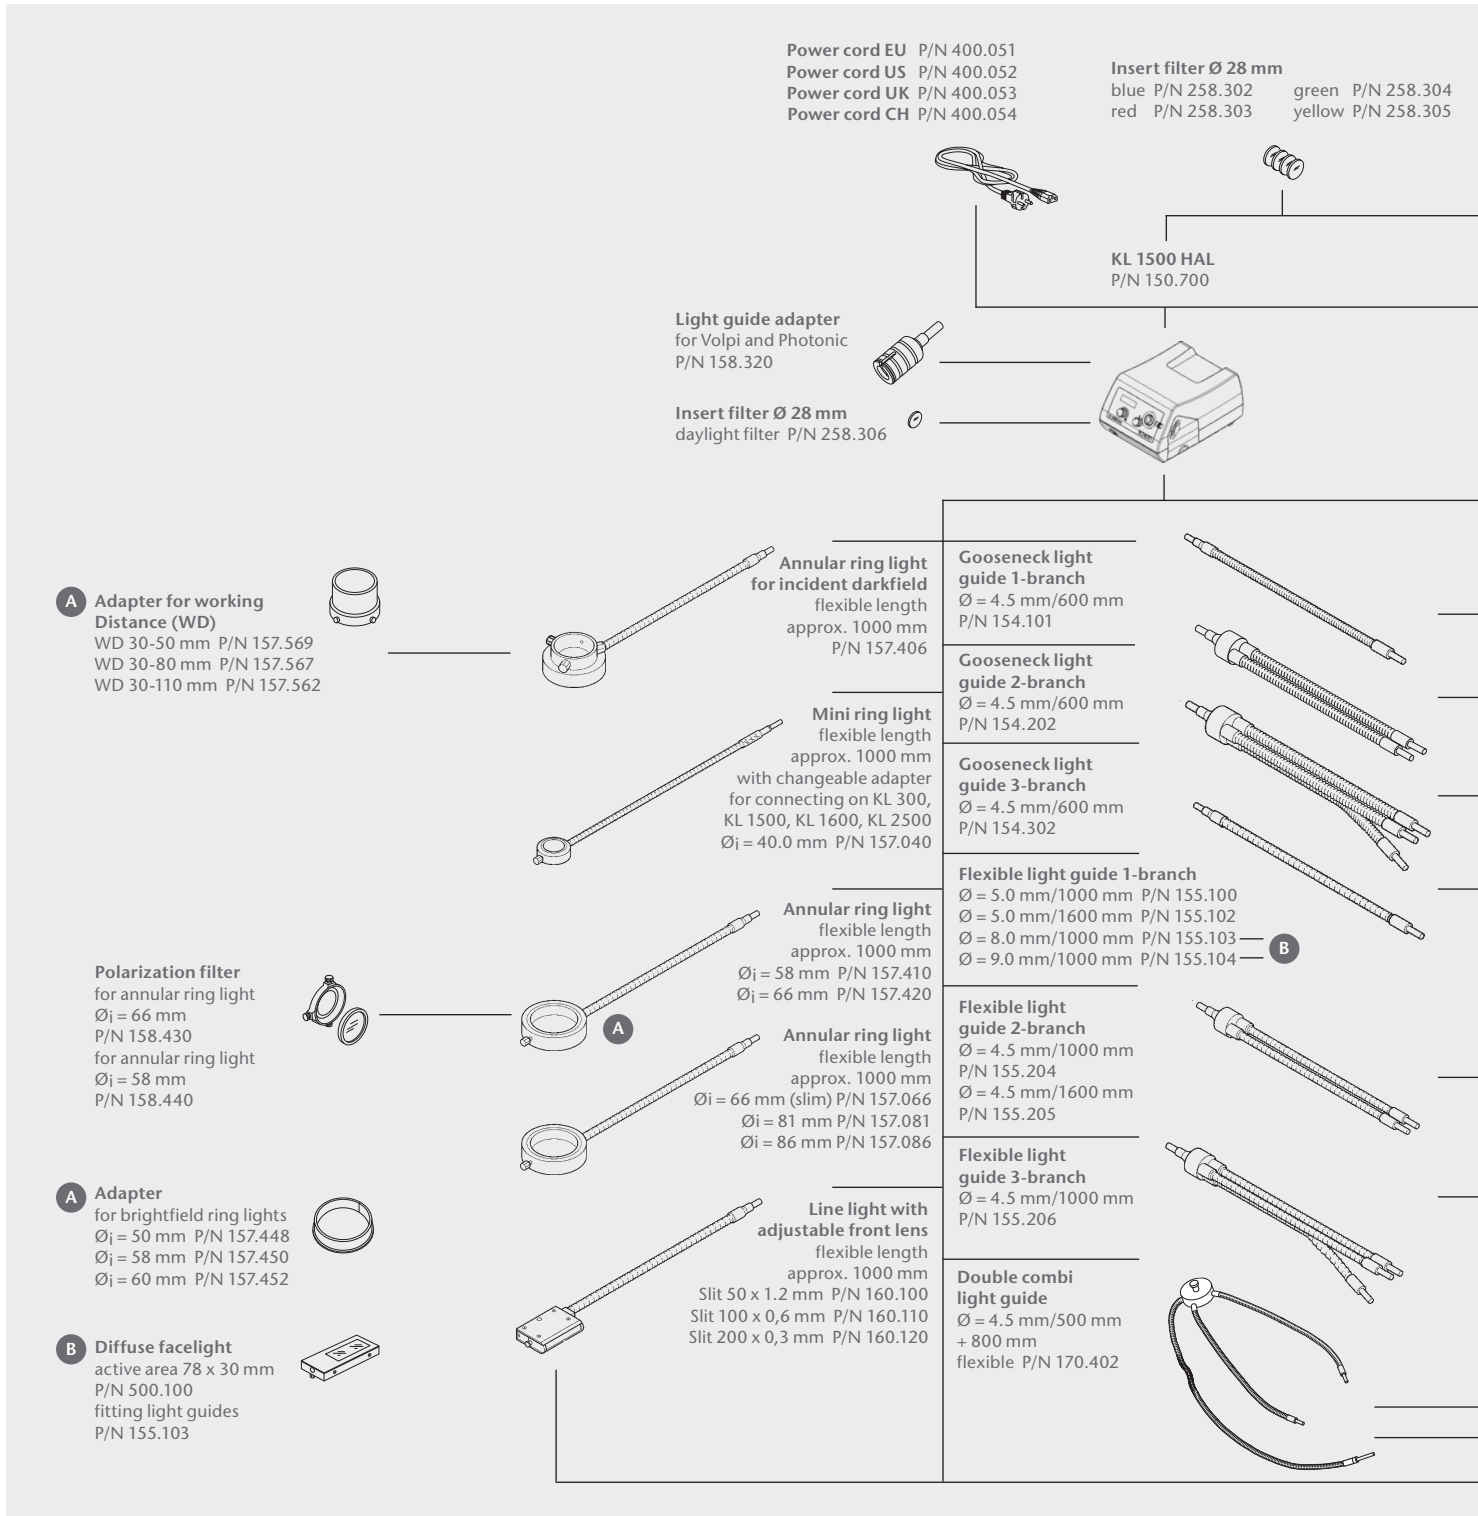 Power cord EU P/N 400.051
Power cord US P/N 400.052
Power cord UK P/N 400.053
Power cord CH P/N 400.054
Insert filter Ø 28 mm
blue P/N 258.302 green P/N 258.304
red P/N 258.303 yellow P/N 258.305
KL 1500 HAL
P/N 150.700
Light guide adapter
for Volpi and Photonic
P/N 158.320
Insert filter Ø 28 mm
daylight filter P/N 258.306
A Adapter for working
Distance (WD)
WD 30-50 mm P/N 157.569
WD 30-80 mm P/N 157.567
WD 30-110 mm P/N 157.562
Annular ring light
for incident darkfield
flexible length
approx. 1000 mm
P/N 157.406
Mini ring light
flexible length
approx. 1000 mm
with changeable adapter
for connecting on KL 300,
KL 1500, KL 1600, KL 2500
Øi = 40.0 mm P/N 157.040
Polarization filter
for annular ring light
Øi = 66 mm
P/N 158.430
for annular ring light
Øi = 58 mm
P/N 158.440
Annular ring light
flexible length
approx. 1000 mm
Øi = 58 mm P/N 157.410
Øi = 66 mm P/N 157.420
A
Annular ring light
flexible length
approx. 1000 mm
Øi = 66 mm (slim) P/N 157.066
Øi = 81 mm P/N 157.081
Øi = 86 mm P/N 157.086
A Adapter
for brightfield ring lights
Øi = 50 mm P/N 157.448
Øi = 58 mm P/N 157.450
Øi = 60 mm P/N 157.452
Line light with
adjustable front lens
flexible length
approx. 1000 mm
Slit 50 x 1.2 mm P/N 160.100
Slit 100 x 0,6 mm P/N 160.110
Slit 200 x 0,3 mm P/N 160.120
B Diffuse facelight
active area 78 x 30 mm
P/N 500.100
fitting light guides
P/N 155.103
Gooseneck light
guide 1-branch
Ø = 4.5 mm/600 mm
P/N 154.101
Gooseneck light
guide 2-branch
Ø = 4.5 mm/600 mm
P/N 154.202
Gooseneck light
guide 3-branch
Ø = 4.5 mm/600 mm
P/N 154.302
Flexible light guide 1-branch
Ø = 5.0 mm/1000 mm P/N 155.100
Ø = 5.0 mm/1600 mm P/N 155.102
Ø = 8.0 mm/1000 mm P/N 155.103
Ø = 9.0 mm/1000 mm P/N 155.104
B
Flexible light
guide 2-branch
Ø = 4.5 mm/1000 mm
P/N 155.204
Ø = 4.5 mm/1600 mm
P/N 155.205
Flexible light
guide 3-branch
Ø = 4.5 mm/1000 mm
P/N 155.206
Double combi
light guide
Ø = 4.5 mm/500 mm
+ 800 mm
flexible P/N 170.402